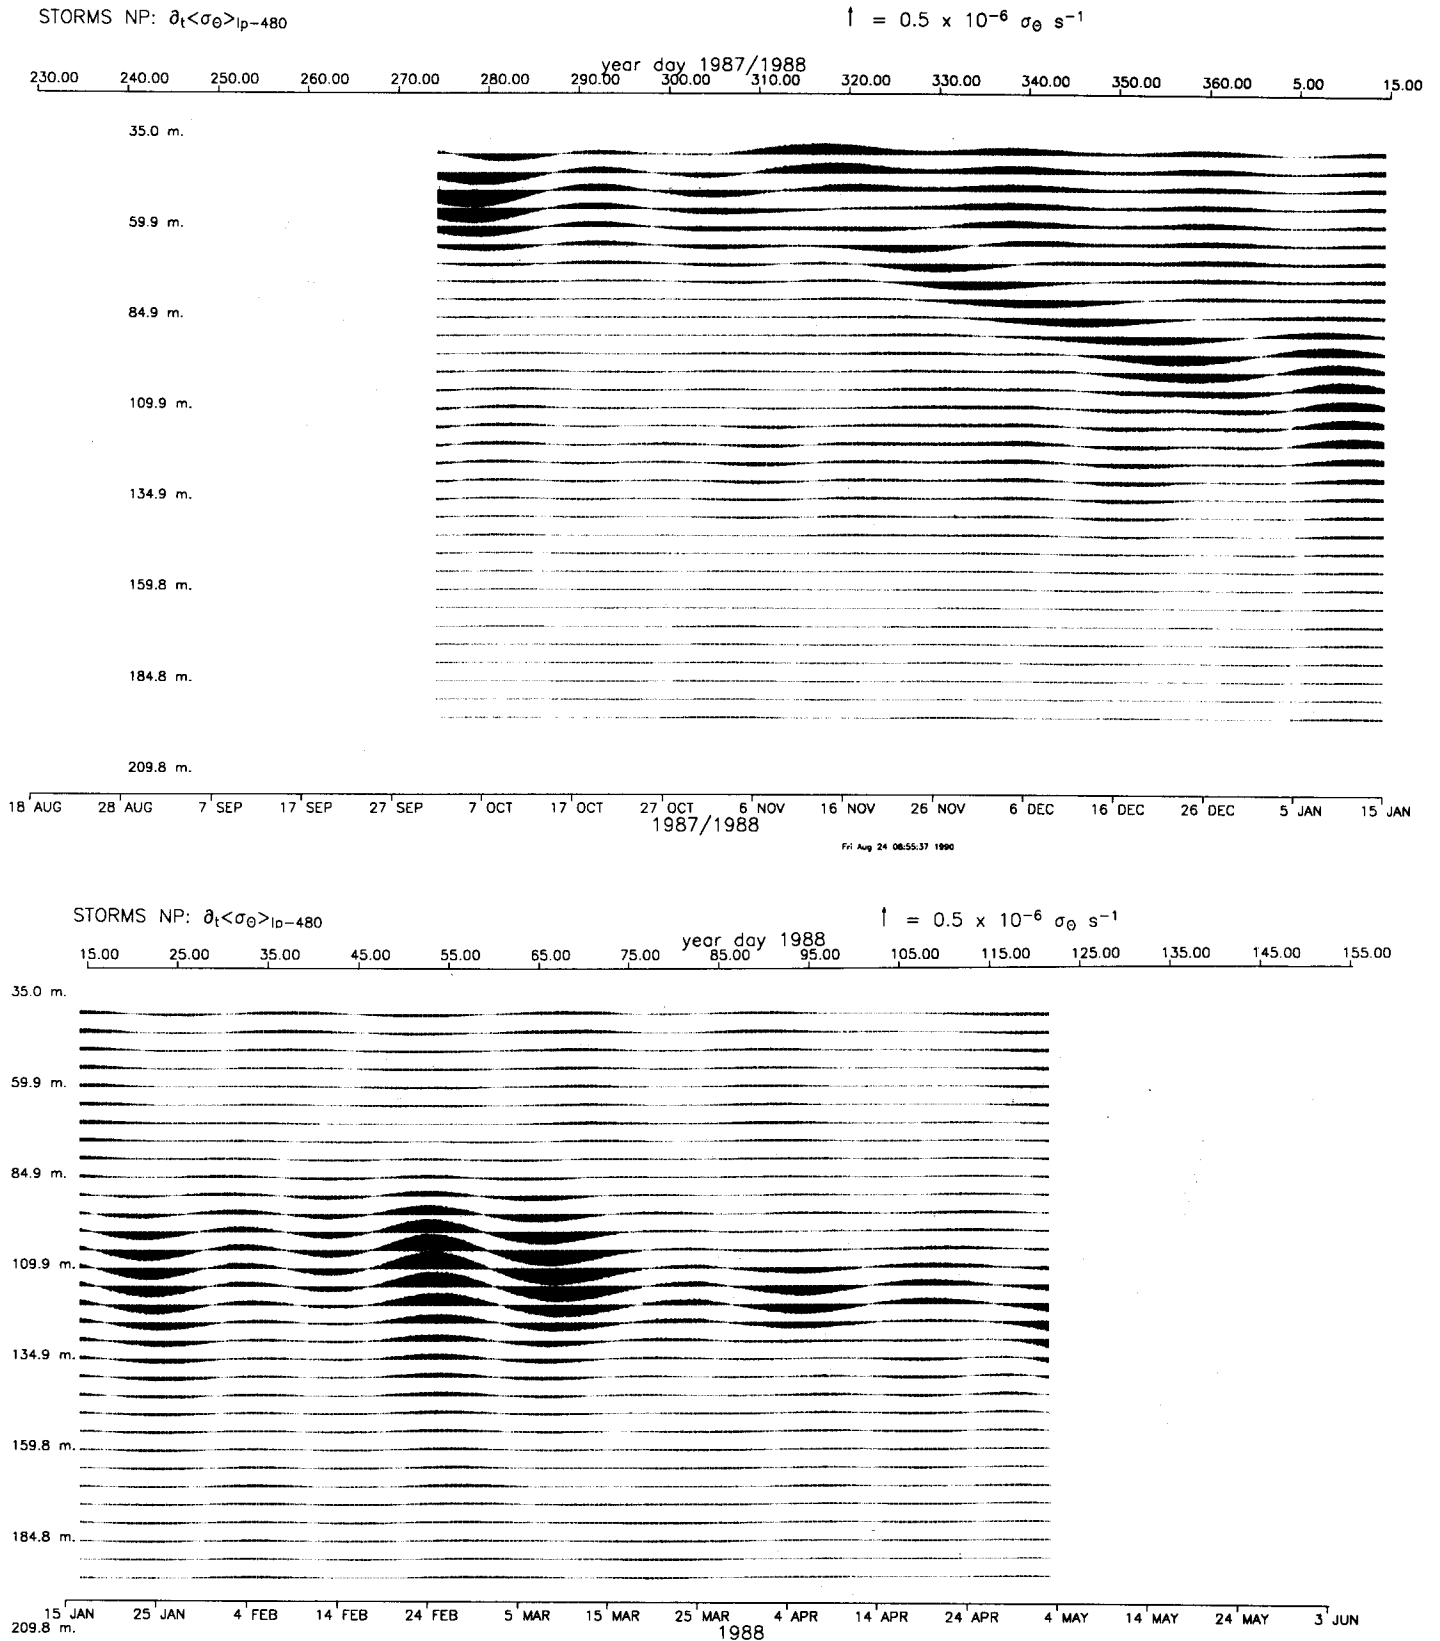 STORMS NP: ∂t<σΘ>lp−480 ↑ = 0.5 x 10−6 σΘ s−1
year day 1987/1988
230.00 240.00 250.00 260.00 270.00 280.00 290.00 300.00 310.00 320.00 330.00 340.00 350.00 360.00 5.00 15.00
35.0 m.
59.9 m.
84.9 m.
109.9 m.
134.9 m.
159.8 m.
184.8 m.
209.8 m.
18 AUG 28 AUG 7 SEP 17 SEP 27 SEP 7 OCT 17 OCT 27 OCT 6 NOV 16 NOV 26 NOV 6 DEC 16 DEC 26 DEC 5 JAN 15 JAN
1987/1988
Fri Aug 24 08:55:37 1990
STORMS NP: ∂t<σΘ>lp−480 ↑ = 0.5 x 10−6 σΘ s−1
year day 1988
15.00 25.00 35.00 45.00 55.00 65.00 75.00 85.00 95.00 105.00 115.00 125.00 135.00 145.00 155.00
35.0 m.
59.9 m.
84.9 m.
109.9 m.
134.9 m.
159.8 m.
184.8 m.
15 JAN 25 JAN 4 FEB 14 FEB 24 FEB 5 MAR 15 MAR 25 MAR 4 APR 14 APR 24 APR 4 MAY 14 MAY 24 MAY 3 JUN
209.8 m.
1988